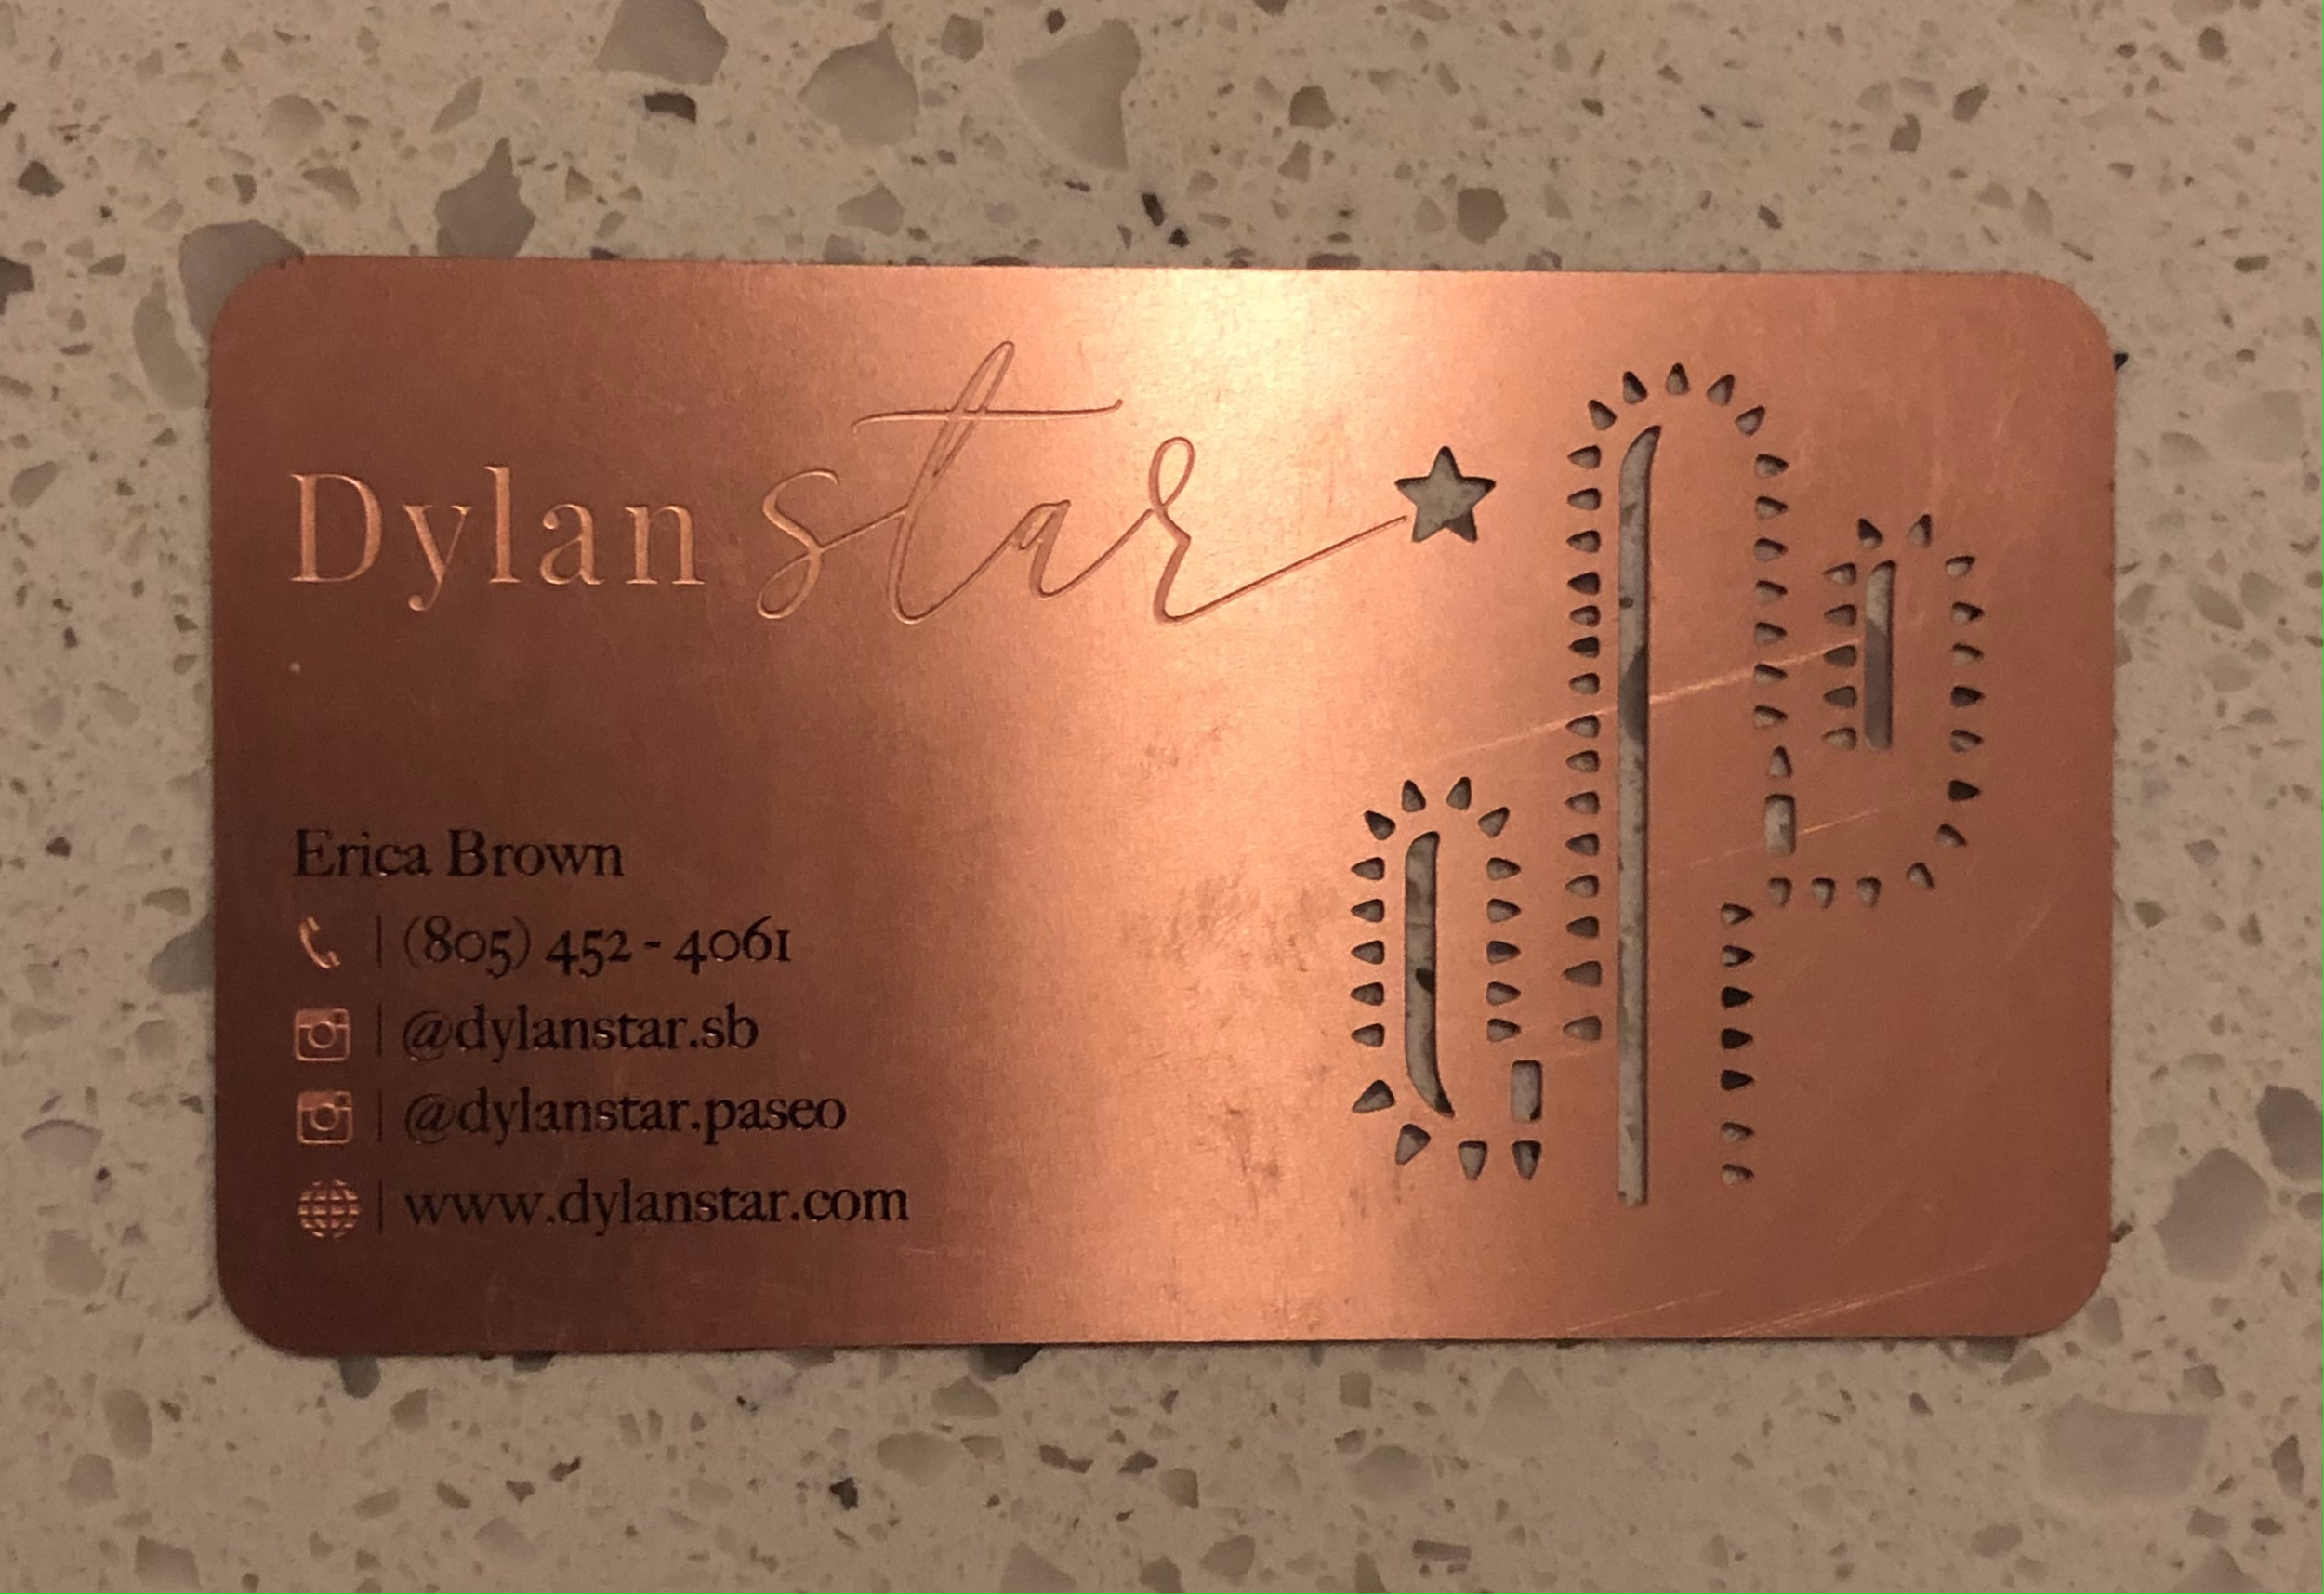 Dylan star
Erica Brown
| (805) 452 - 4061
| @dylanstar.sb
| @dylanstar.paseo
| www.dylanstar.com